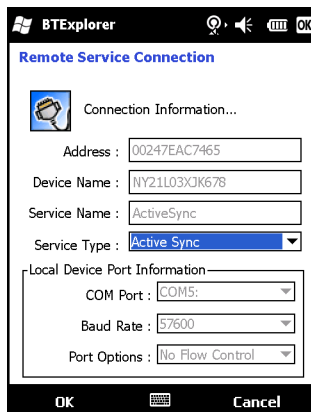 BTExplorer OK
Remote Service Connection
Connection Information...
Address : 00247EAC7465
Device Name : NY21L03XJK678
Service Name : ActiveSync
Service Type : Active Sync
Local Device Port Information
COM Port : COM5:
Baud Rate : 57600
Port Options : No Flow Control
OK Cancel